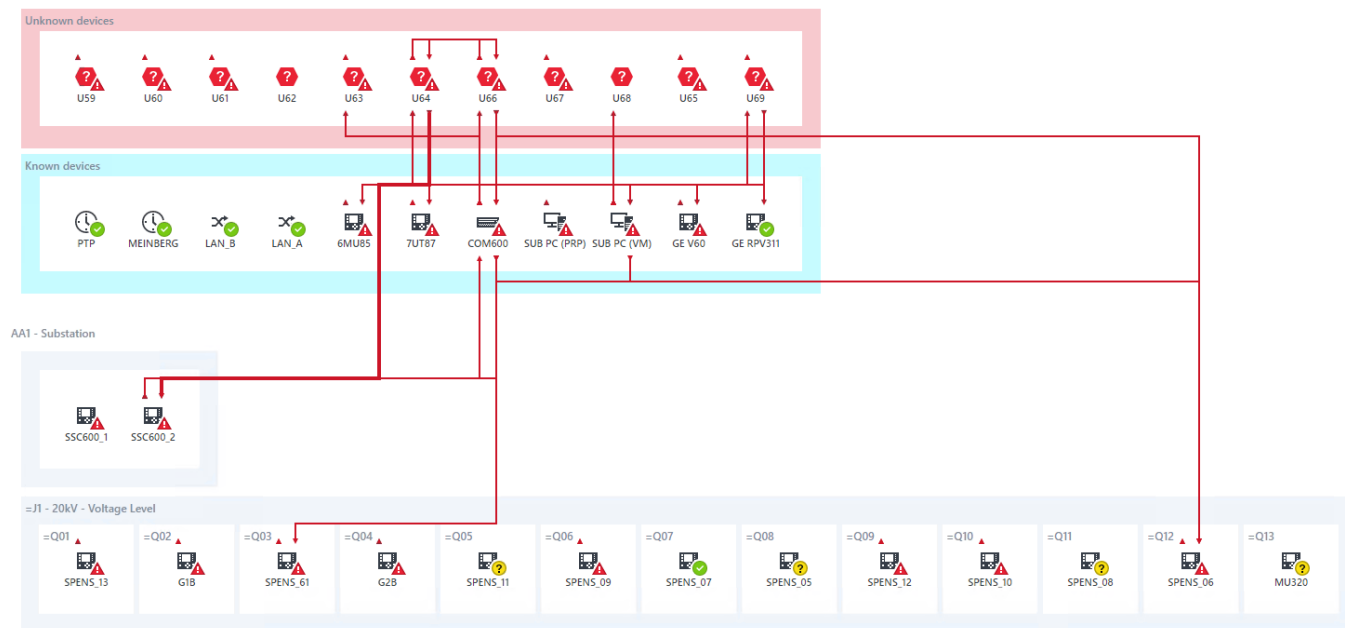 Unknown devices
U59 U60 U61 U62 U63 U64 U66 U67 U68 U65 U69
Known devices
PTP MEINBERG LAN_B LAN_A 6MU85 7UT87 COM600 SUB PC (PRP) SUB PC (VM) GE V60 GE RPV311
AA1 - Substation
SSC600_1 SSC600_2
=J1 - 20kV - Voltage Level
=Q01 =Q02 =Q03 =Q04 =Q05 =Q06 =Q07 =Q08 =Q09 =Q10 =Q11 =Q12 =Q13
SPENS_13 G1B SPENS_61 G2B SPENS_11 SPENS_09 SPENS_07 SPENS_05 SPENS_12 SPENS_10 SPENS_08 SPENS_06 MU320